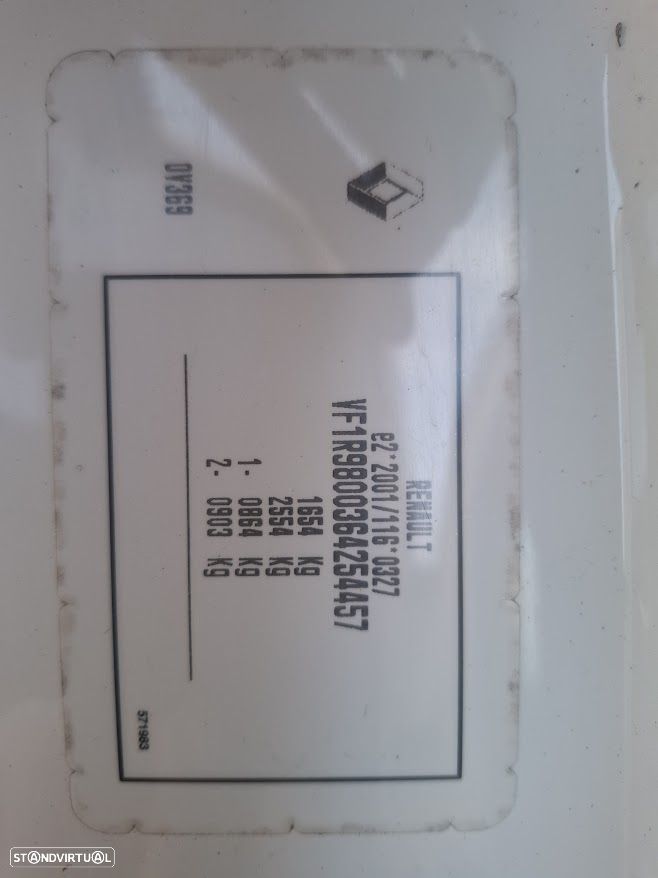 RENAULT
e2*2001/116*0327
VF1R9800364254457
1654 kg
2554 kg
1- 0864 kg
2- 0903 kg
OV369
571983
STANDVIRTUAL